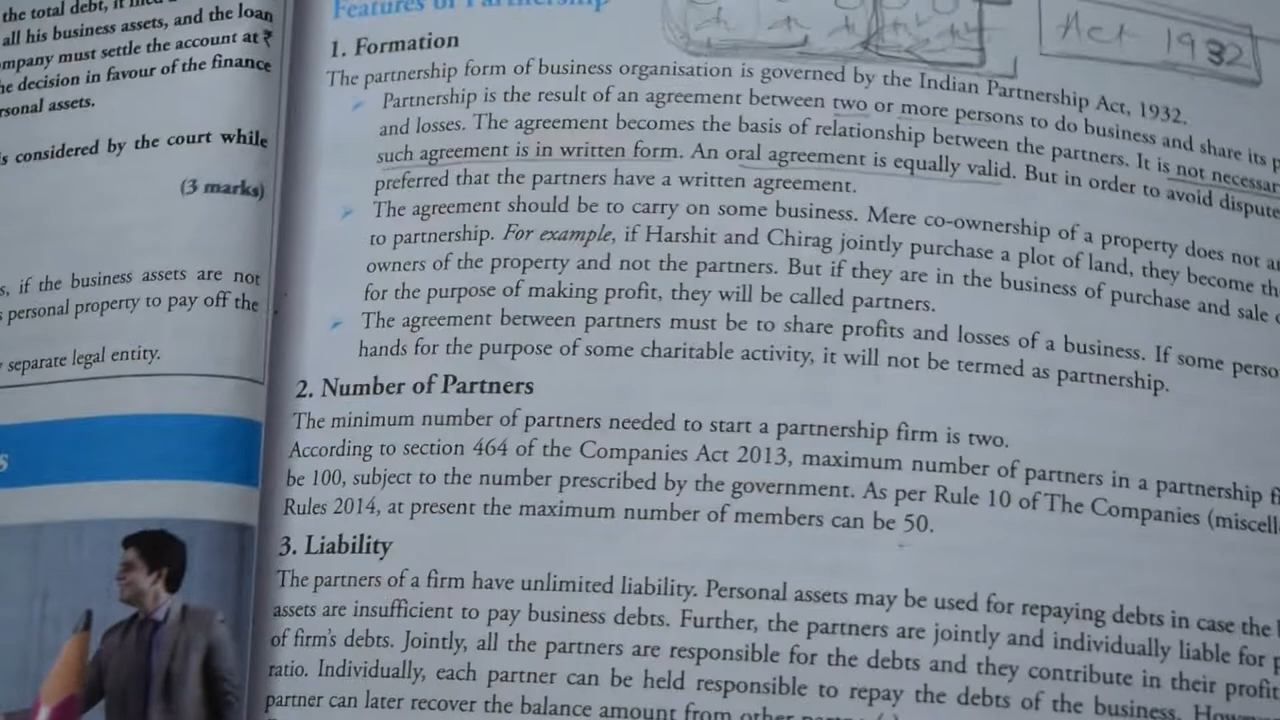 the total debt, it
all his business assets, and the loan
mpany must settle the account at ₹
he decision in favour of the finance
rsonal assets.
s considered by the court while
(3 marks)
s, if the business assets are not
personal property to pay off the
separate legal entity.
s
Features of Partnership
Act 1932
1. Formation
The partnership form of business organisation is governed by the Indian Partnership Act, 1932.
Partnership is the result of an agreement between two or more persons to do business and share its p
and losses. The agreement becomes the basis of relationship between the partners. It is not necessar
such agreement is in written form. An oral agreement is equally valid. But in order to avoid dispute
preferred that the partners have a written agreement.
The agreement should be to carry on some business. Mere co-ownership of a property does not a
to partnership. For example, if Harshit and Chirag jointly purchase a plot of land, they become th
owners of the property and not the partners. But if they are in the business of purchase and sale
for the purpose of making profit, they will be called partners.
The agreement between partners must be to share profits and losses of a business. If some perso
hands for the purpose of some charitable activity, it will not be termed as partnership.
2. Number of Partners
The minimum number of partners needed to start a partnership firm is two.
According to section 464 of the Companies Act 2013, maximum number of partners in a partnership fi
be 100, subject to the number prescribed by the government. As per Rule 10 of The Companies (miscell
Rules 2014, at present the maximum number of members can be 50.
3. Liability
The partners of a firm have unlimited liability. Personal assets may be used for repaying debts in case the
assets are insufficient to pay business debts. Further, the partners are jointly and individually liable for p
of firm's debts. Jointly, all the partners are responsible for the debts and they contribute in their profit
ratio. Individually, each partner can be held responsible to repay the debts of the business. Howe
partner can later recover the balance amount from other